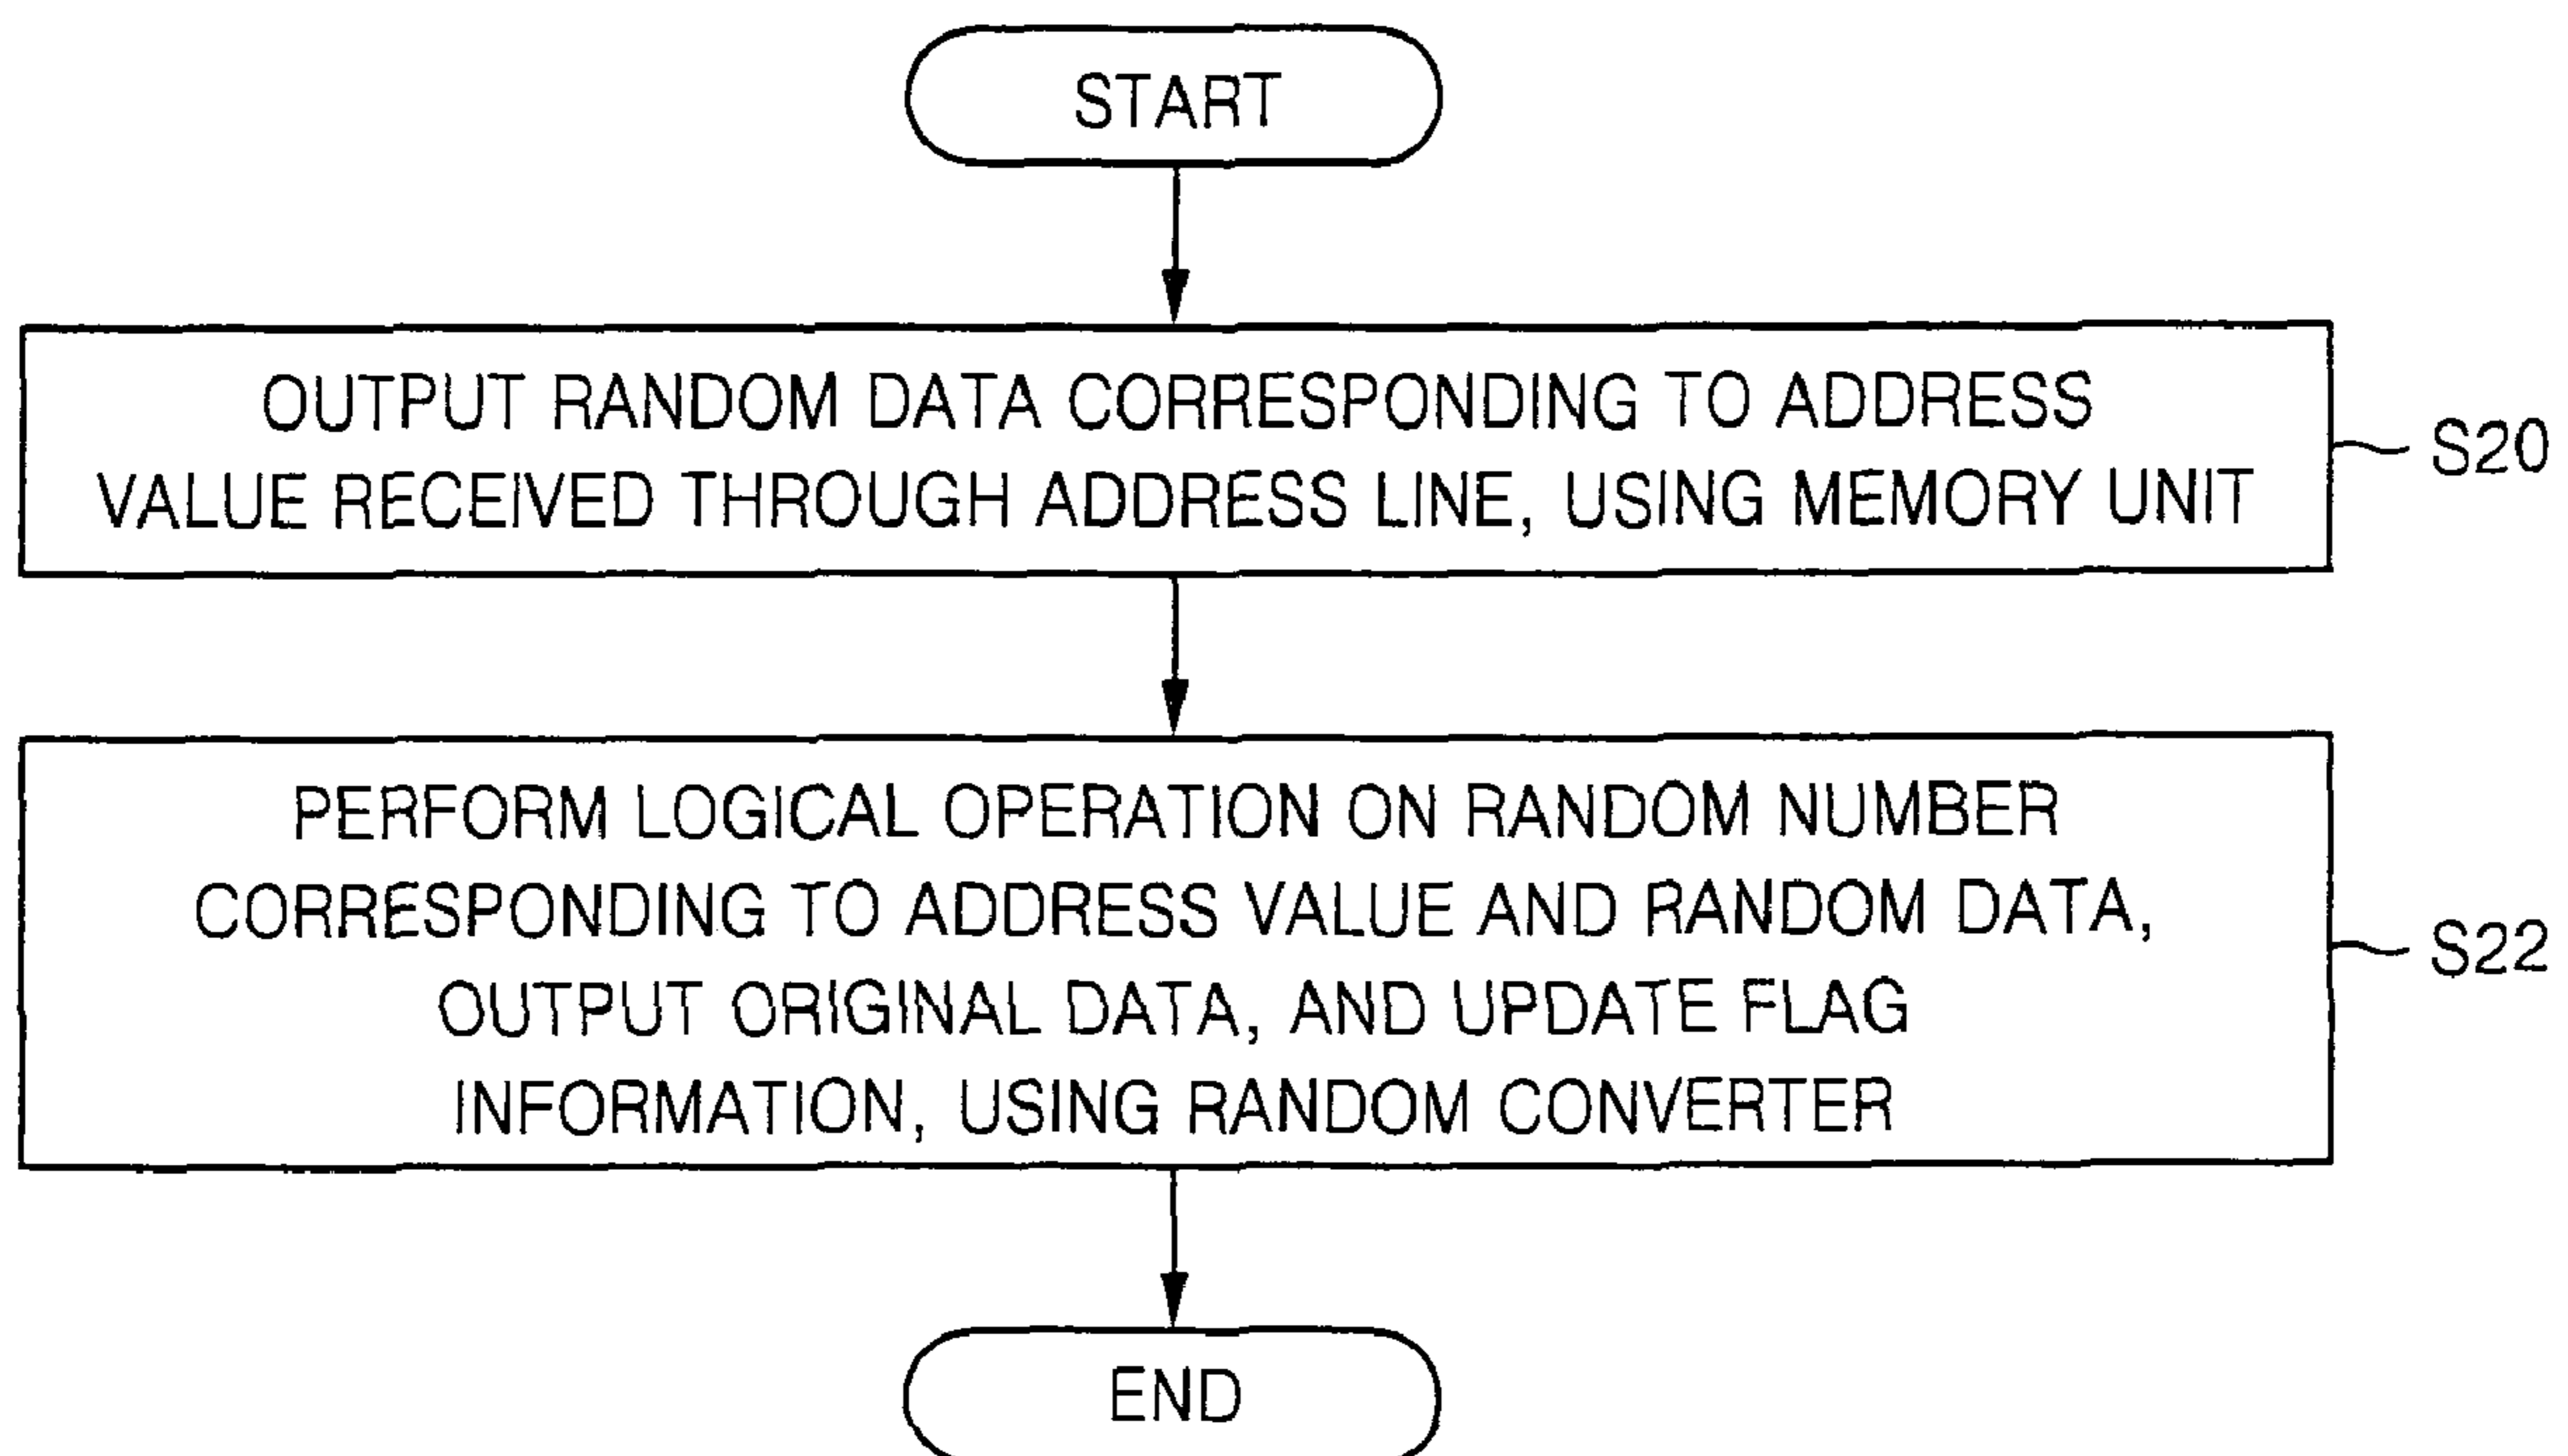 START
OUTPUT RANDOM DATA CORRESPONDING TO ADDRESS
VALUE RECEIVED THROUGH ADDRESS LINE, USING MEMORY UNIT
S20
PERFORM LOGICAL OPERATION ON RANDOM NUMBER
CORRESPONDING TO ADDRESS VALUE AND RANDOM DATA,
OUTPUT ORIGINAL DATA, AND UPDATE FLAG
INFORMATION, USING RANDOM CONVERTER
S22
END